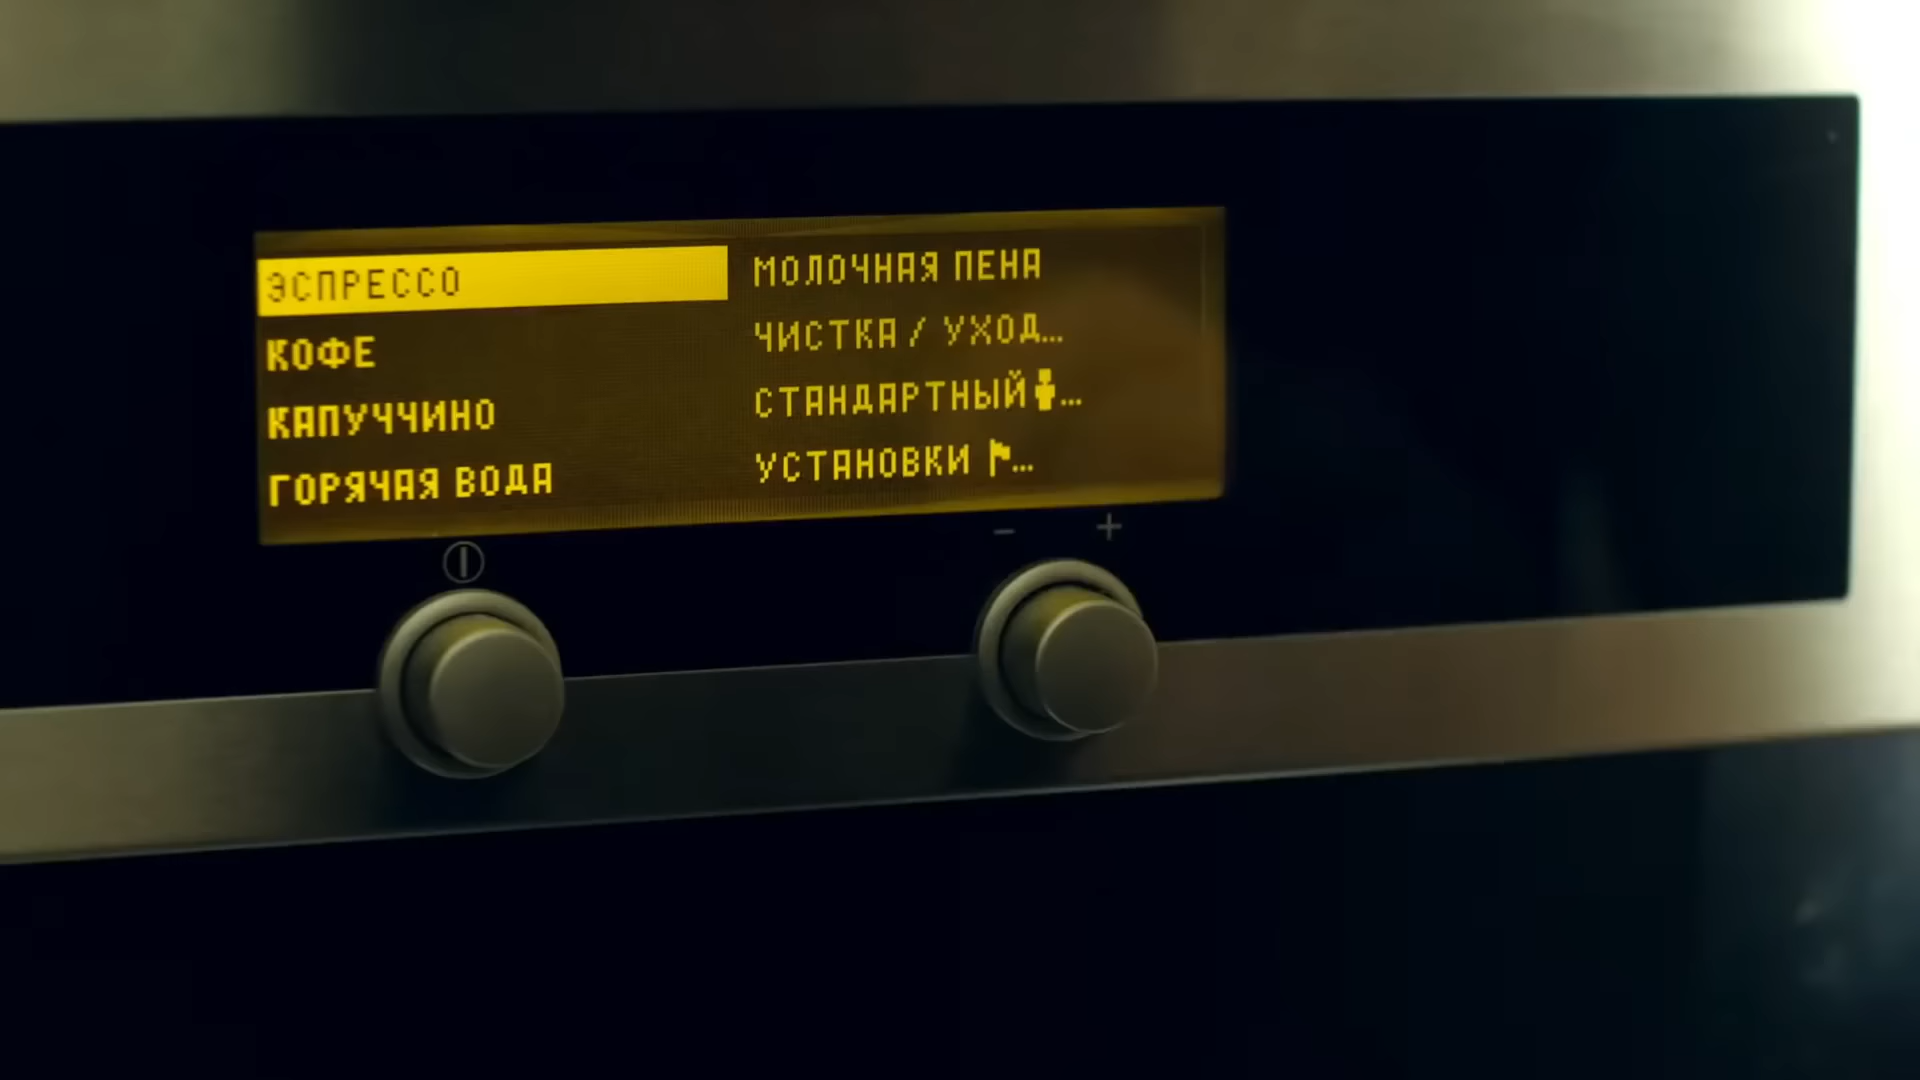 ЭСПРЕССО
КОФЕ
КАПУЧЧИНО
ГОРЯЧАЯ ВОДА
МОЛОЧНАЯ ПЕНА
ЧИСТКА / УХОД...
СТАНДАРТНЫЙ ...
УСТАНОВКИ ...
- +